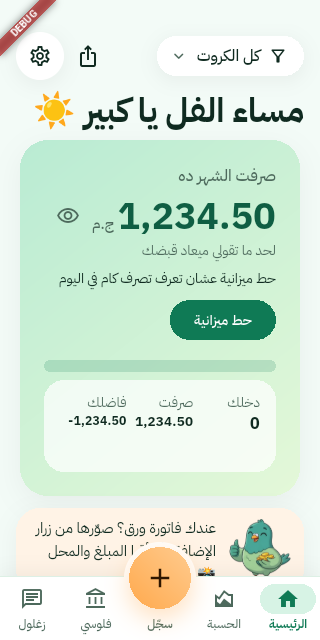 DEBUG
كل الكروت
مساء الفل يا كبير ☀️
صرفت الشهر ده
1,234.50 ج.م
لحد ما تقولي ميعاد قبضك
حط ميزانية عشان تعرف تصرف كام في اليوم
حط ميزانية
دخلك صرفت فاضلك
0 1,234.50 -1,234.50
عندك فاتورة ورق؟ صوّرها من زرار
المبلغ والمحل
📸
الرئيسية الحسبة سجّل فلوسي زغلول